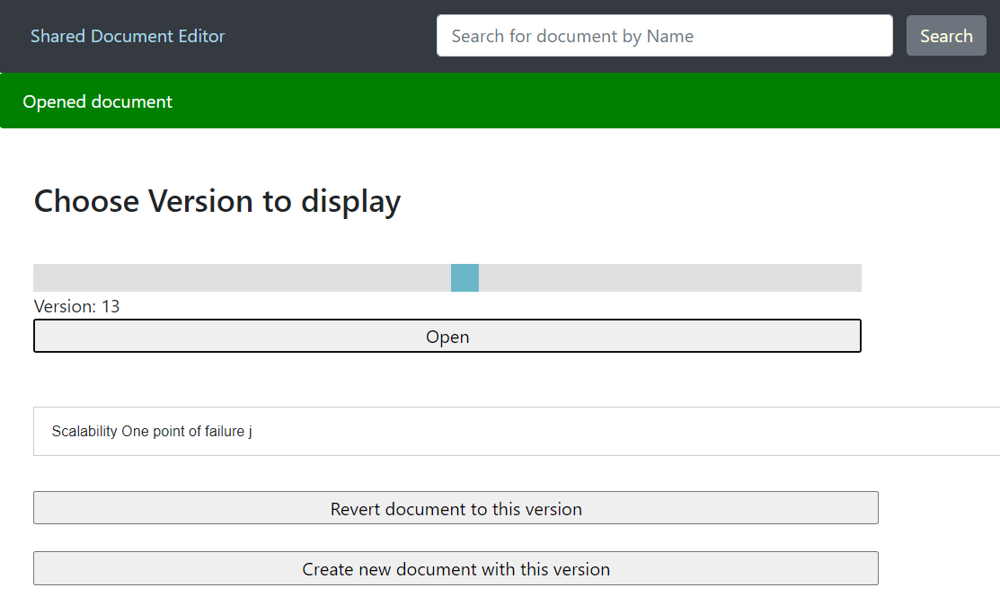 Shared Document Editor
Search for document by Name
Search
Opened document
Choose Version to display
Version: 13
Open
Scalability One point of failure j
Revert document to this version
Create new document with this version